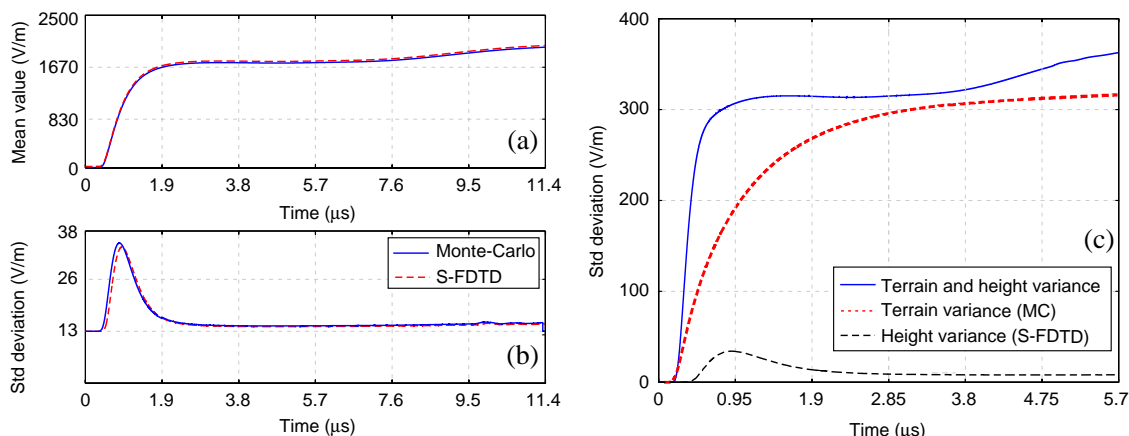 2500
1670
830
0
Mean value (V/m)
(a)
0 1.9 3.8 5.7 7.6 9.5 11.4
Time (μs)
38
26
13
Std deviation (V/m)
Monte-Carlo
S-FDTD
(b)
0 1.9 3.8 5.7 7.6 9.5 11.4
Time (μs)
400
300
200
100
0
Std deviation (V/m)
(c)
Terrain and height variance
Terrain variance (MC)
Height variance (S-FDTD)
0 0.95 1.9 2.85 3.8 4.75 5.7
Time (μs)